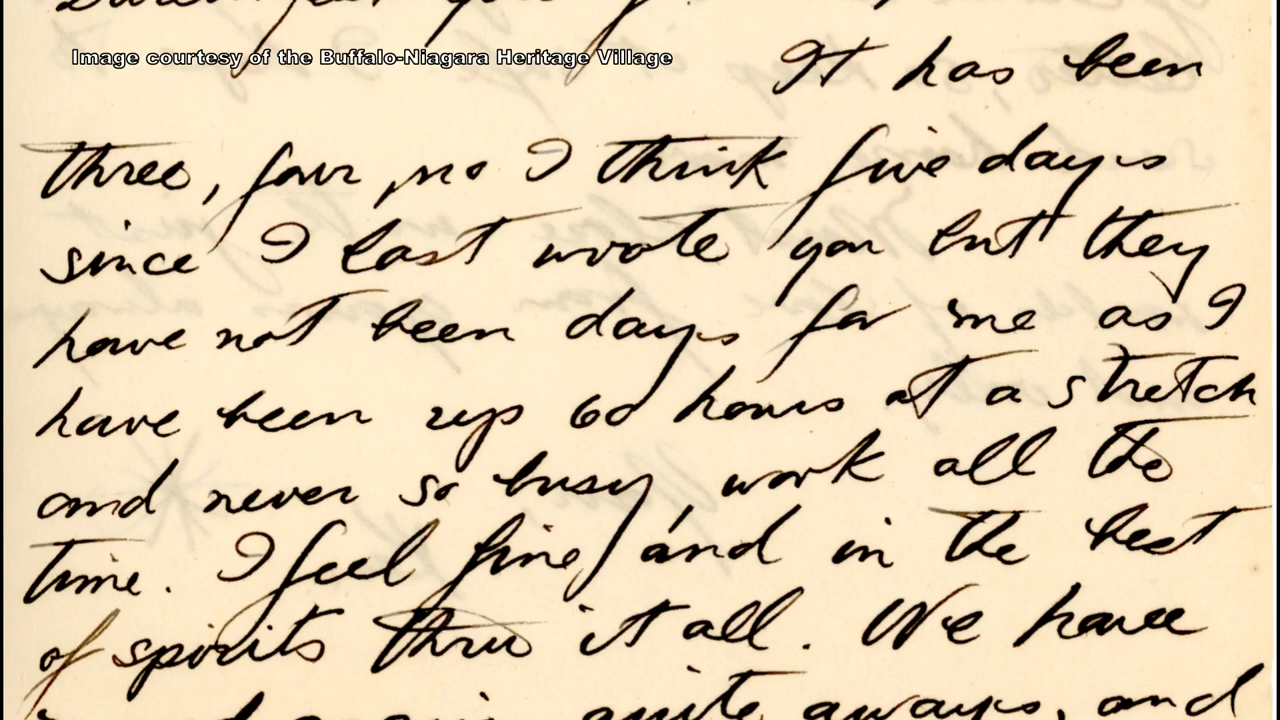 Image courtesy of the Buffalo-Niagara Heritage Village
It has been
three, four, no I think five days
since I last wrote you but they
have not been days for me as I
have been up 60 hours at a stretch
and never so busy, work all the
time. I feel fine, and in the best
of spirits thru it all. We have
quite aways, and